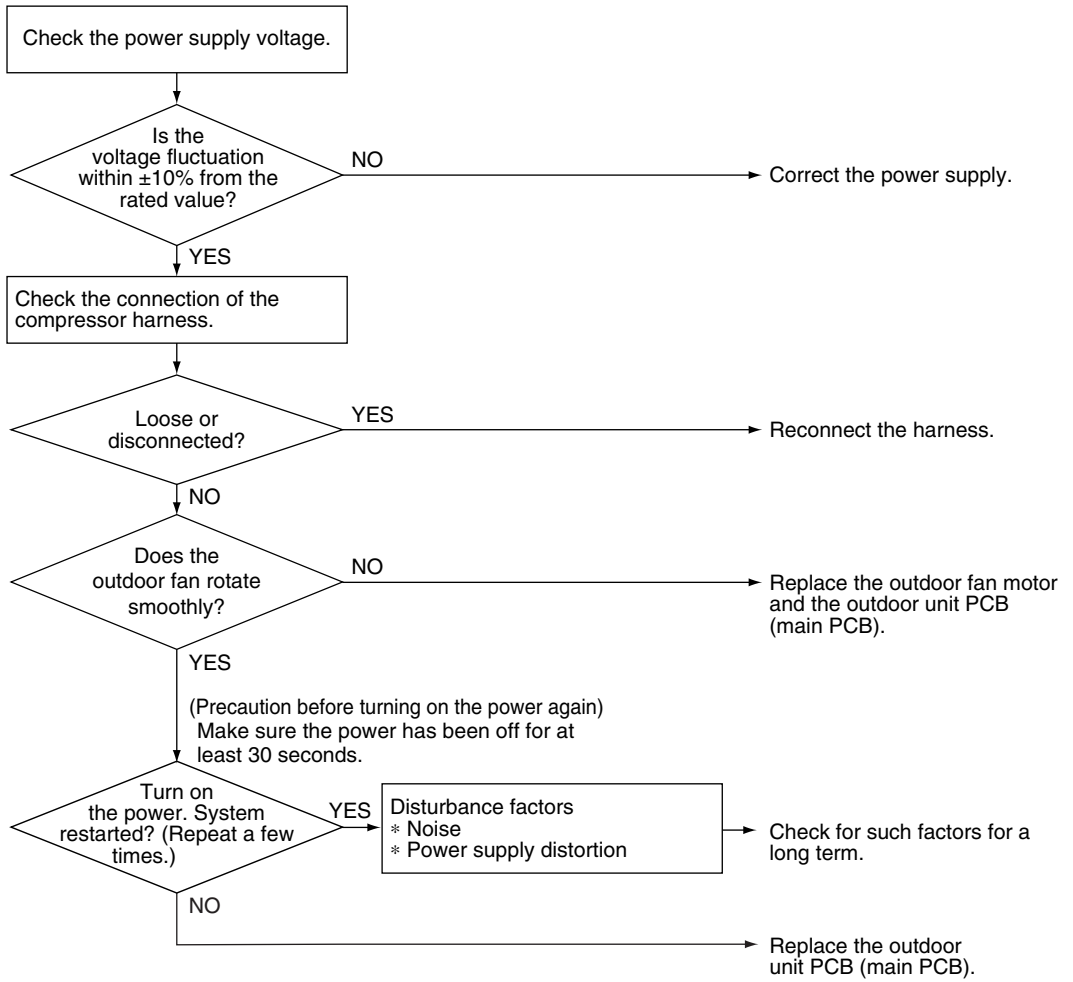 Check the power supply voltage.
Is the
voltage fluctuation
within ±10% from the
rated value?
NO
Correct the power supply.
YES
Check the connection of the
compressor harness.
Loose or
disconnected?
YES
Reconnect the harness.
NO
Does the
outdoor fan rotate
smoothly?
NO
Replace the outdoor fan motor
and the outdoor unit PCB
(main PCB).
YES
(Precaution before turning on the power again)
Make sure the power has been off for at
least 30 seconds.
Turn on
the power. System
restarted? (Repeat a few
times.)
YES
Disturbance factors
* Noise
* Power supply distortion
Check for such factors for a
long term.
NO
Replace the outdoor
unit PCB (main PCB).